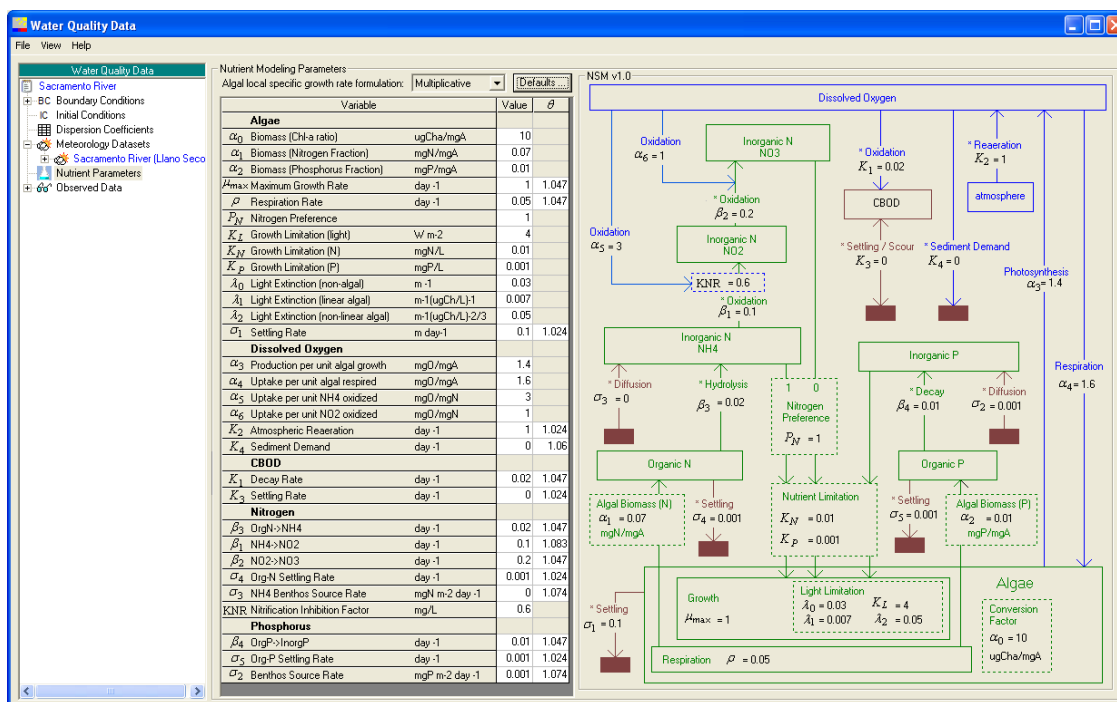 Water Quality Data
File View Help
Water Quality Data
Sacramento River
BC Boundary Conditions
IC Initial Conditions
Dispersion Coefficients
Meteorology Datasets
Sacramento River (Llano Seco
Nutrient Parameters
Observed Data
Nutrient Modeling Parameters
Algal local specific growth rate formulation: Multiplicative Defaults ...
Variable Value θ
Algae
α0 Biomass (Chl-a ratio) ugCha/mgA 10
α1 Biomass (Nitrogen Fraction) mgN/mgA 0.07
α2 Biomass (Phosphorus Fraction) mgP/mgA 0.01
μmax Maximum Growth Rate day -1 1 1.047
ρ Respiration Rate day -1 0.05 1.047
PN Nitrogen Preference 1
KL Growth Limitation (light) W m-2 4
KN Growth Limitation (N) mgN/L 0.01
KP Growth Limitation (P) mgP/L 0.001
λ0 Light Extinction (non-algal) m -1 0.03
λ1 Light Extinction (linear algal) m-1(ugCh/L)-1 0.007
λ2 Light Extinction (non-linear algal) m-1(ugCh/L)-2/3 0.05
σ1 Settling Rate m day-1 0.1 1.024
Dissolved Oxygen
α3 Production per unit algal growth mgO/mgA 1.4
α4 Uptake per unit algal respired mgO/mgA 1.6
α5 Uptake per unit NH4 oxidized mgO/mgN 3
α6 Uptake per unit NO2 oxidized mgO/mgN 1
K2 Atmospheric Reaeration day -1 1 1.024
K4 Sediment Demand day -1 0 1.06
CBOD
K1 Decay Rate day -1 0.02 1.047
K3 Settling Rate day -1 0 1.024
Nitrogen
β3 OrgN->NH4 day -1 0.02 1.047
β1 NH4->NO2 day -1 0.1 1.083
β2 NO2->NO3 day -1 0.2 1.047
σ4 Org-N Settling Rate day -1 0.001 1.024
σ3 NH4 Benthos Source Rate mgN m-2 day -1 0 1.074
KNR Nitrification Inhibition Factor mg/L 0.6
Phosphorus
β4 OrgP->InorgP day -1 0.01 1.047
σ5 Org-P Settling Rate day -1 0.001 1.024
σ2 Benthos Source Rate mgP m-2 day -1 0.001 1.074
NSM v1.0
Dissolved Oxygen
Oxidation
α6 = 1
Inorganic N
NO3
* Oxidation
K1 = 0.02
* Reaeration
K2 = 1
CBOD
atmosphere
* Oxidation
β2 = 0.2
Oxidation
α5 = 3
Inorganic N
NO2
* Settling / Scour
K3 = 0
* Sediment Demand
K4 = 0
Photosynthesis
α3 = 1.4
KNR = 0.6
* Oxidation
β1 = 0.1
Inorganic N
NH4
Inorganic P
Respiration
α4 = 1.6
* Diffusion
σ3 = 0
* Hydrolysis
β3 = 0.02
1 0
Nitrogen
Preference
PN = 1
* Decay
β4 = 0.01
* Diffusion
σ2 = 0.001
Organic N
Organic P
Algal Biomass (N)
α1 = 0.07
mgN/mgA
* Settling
σ4 = 0.001
Nutrient Limitation
KN = 0.01
KP = 0.001
* Settling
σ5 = 0.001
Algal Biomass (P)
α2 = 0.01
mgP/mgA
Algae
* Settling
σ1 = 0.1
Growth
μmax = 1
Light Limitation
λ0 = 0.03 KL = 4
λ1 = 0.007 λ2 = 0.05
Conversion
Factor
α0 = 10
ugCha/mgA
Respiration ρ = 0.05